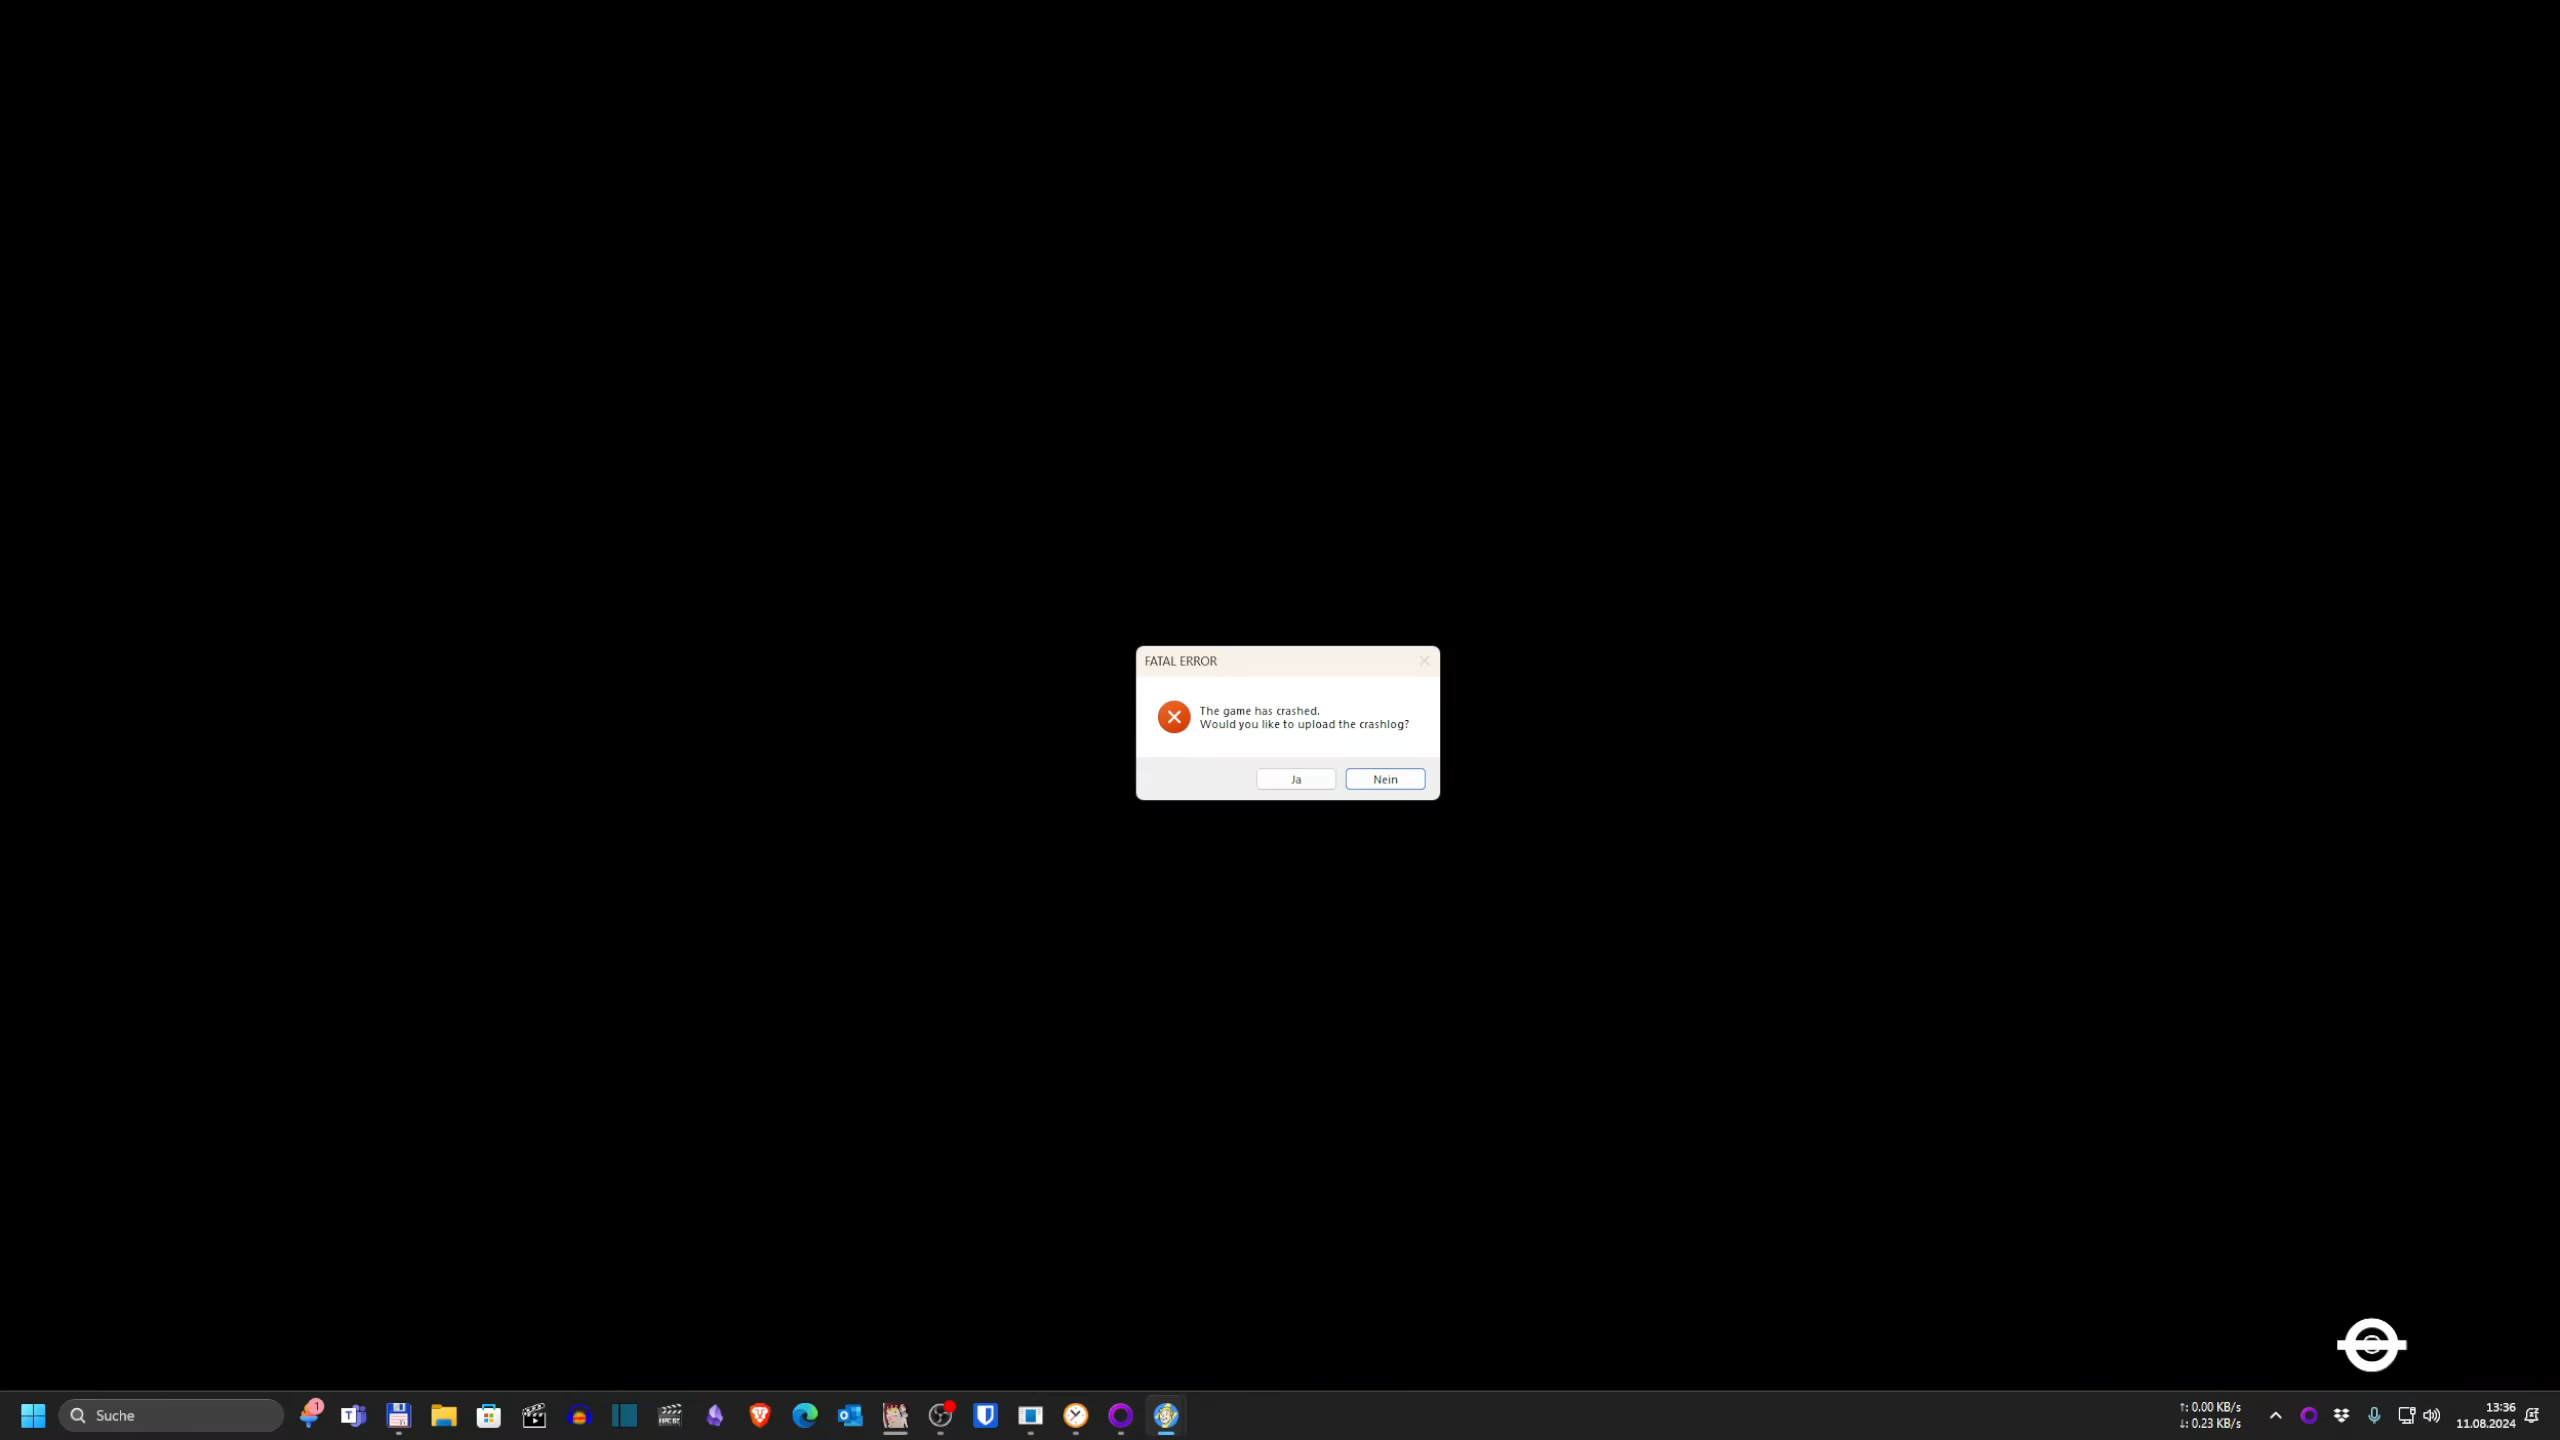 FATAL ERROR
The game has crashed.
Would you like to upload the crashlog?
Ja
Nein
Suche
1
↑: 0.00 KB/s
↓: 0.23 KB/s
13:36
11.08.2024